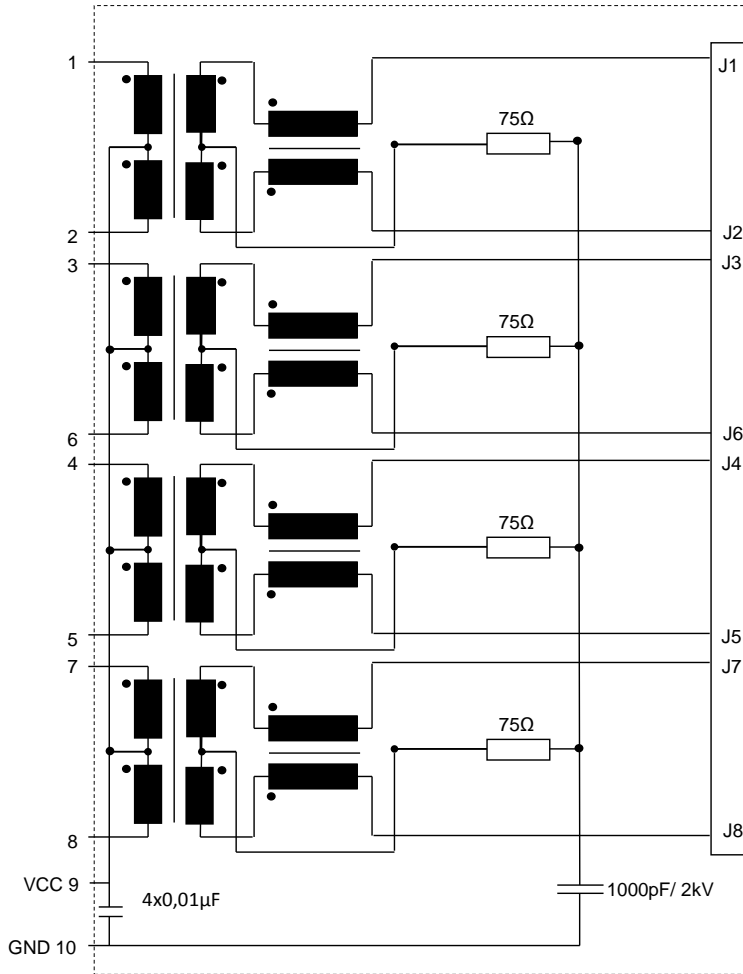 1
J1
75Ω
2
J2
3
J3
75Ω
6
J6
4
J4
75Ω
5
J5
7
J7
75Ω
8
J8
VCC 9
4x0,01µF
1000pF/ 2kV
GND 10